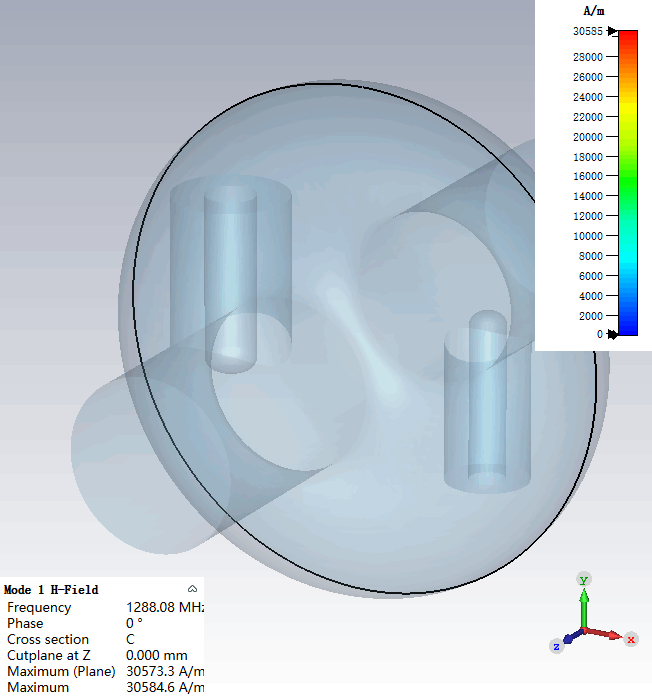 A/m
30585
28000
26000
24000
22000
20000
18000
16000
14000
12000
10000
8000
6000
4000
2000
0
Mode 1 H-Field
Frequency 1288.08 MHz
Phase 0 °
Cross section C
Cutplane at Z 0.000 mm
Maximum (Plane) 30573.3 A/m
Maximum 30584.6 A/m
y
z
x